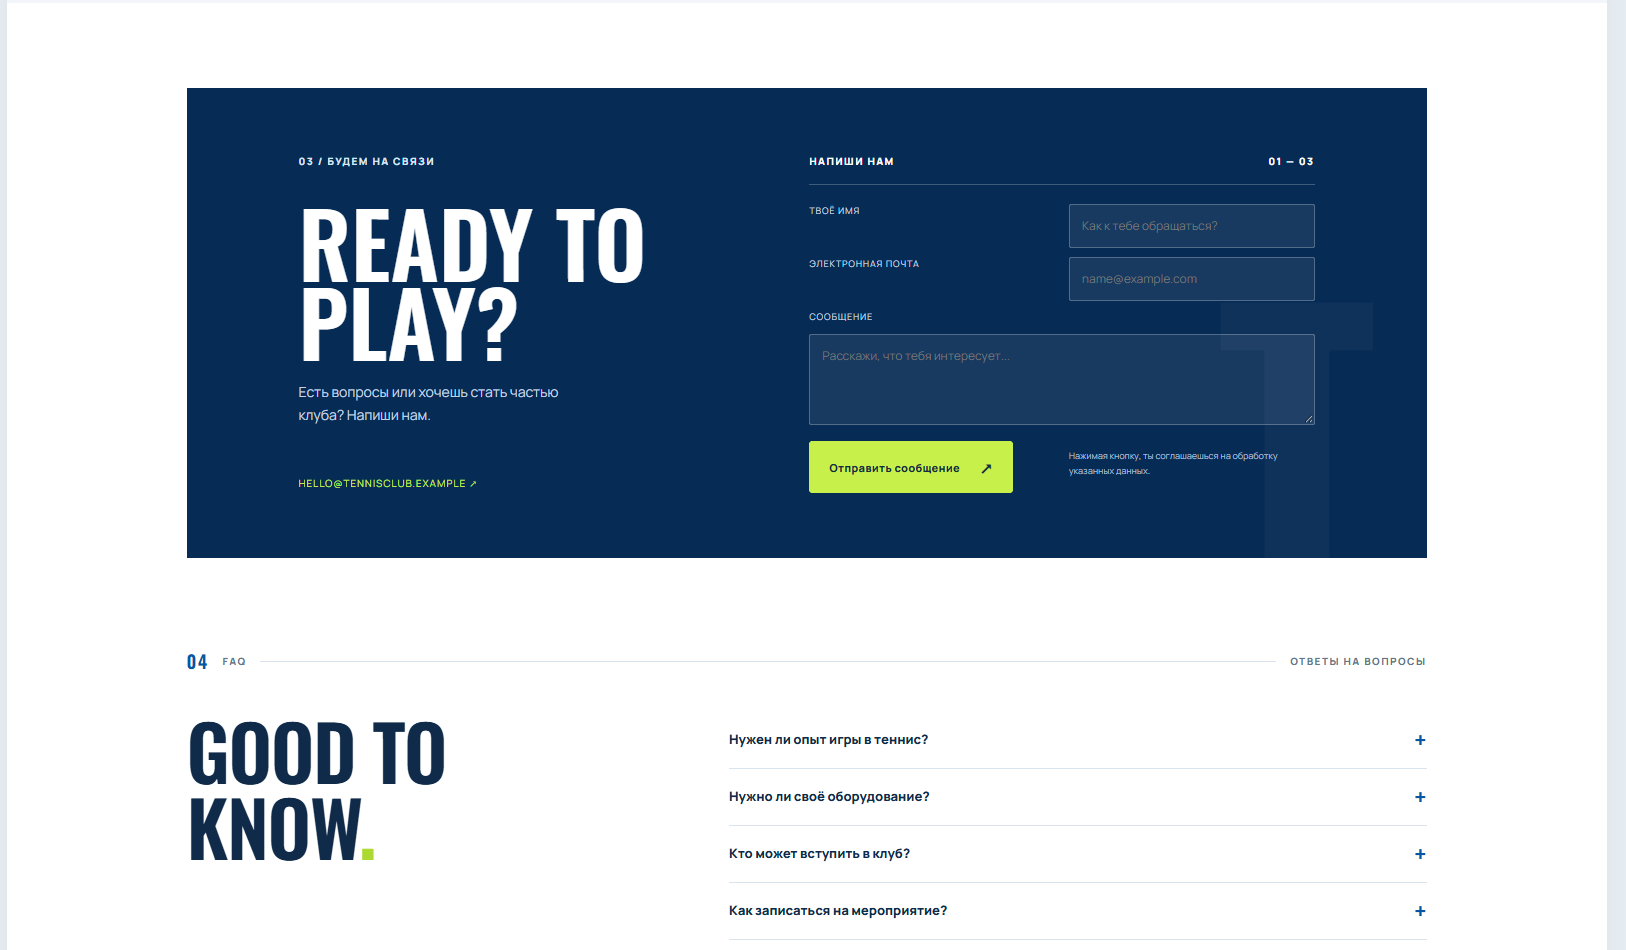 03 / БУДЕМ НА СВЯЗИ
READY TO
PLAY?
Есть вопросы или хочешь стать частью
клуба? Напиши нам.
HELLO@TENNISCLUB.EXAMPLE ↗
НАПИШИ НАМ
01 — 03
ТВОЁ ИМЯ
Как к тебе обращаться?
ЭЛЕКТРОННАЯ ПОЧТА
name@example.com
СООБЩЕНИЕ
Расскажи, что тебя интересует...
Отправить сообщение ↗
Нажимая кнопку, ты соглашаешься на обработку
указанных данных.
T
04 FAQ
ОТВЕТЫ НА ВОПРОСЫ
GOOD TO
KNOW.
Нужен ли опыт игры в теннис? +
Нужно ли своё оборудование? +
Кто может вступить в клуб? +
Как записаться на мероприятие? +